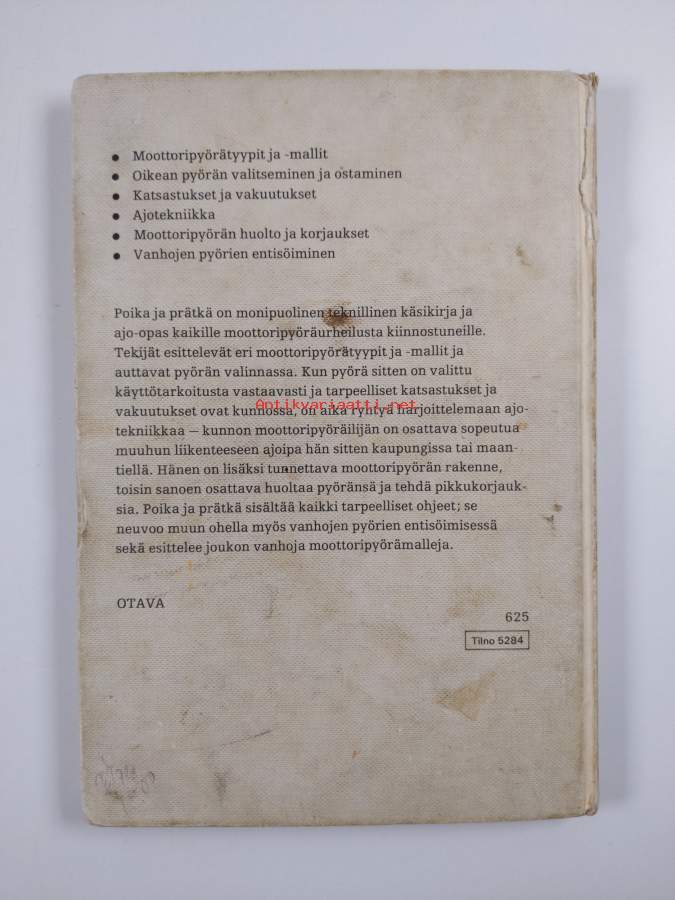 • Moottoripyörätyypit ja -mallit
• Oikean pyörän valitseminen ja ostaminen
• Katsastukset ja vakuutukset
• Ajotekniikka
• Moottoripyörän huolto ja korjaukset
• Vanhojen pyörien entisöiminen
Poika ja prätkä on monipuolinen teknillinen käsikirja ja
ajo-opas kaikille moottoripyöräurheilusta kiinnostuneille.
Tekijät esittelevät eri moottoripyörätyypit ja -mallit ja
auttavat pyörän valinnassa. Kun pyörä sitten on valittu
käyttötarkoitusta vastaavasti ja tarpeelliset katsastukset ja
Antikvariaatti.net
vakuutukset ovat kunnossa, on aika ryhtyä harjoittelemaan ajo-
tekniikkaa — kunnon moottoripyöräilijän on osattava sopeutua
muuhun liikenteeseen ajoipa hän sitten kaupungissa tai maan-
tiellä. Hänen on lisäksi tunnettava moottoripyörän rakenne,
toisin sanoen osattava huoltaa pyöränsä ja tehdä pikkukorjauk-
sia. Poika ja prätkä sisältää kaikki tarpeelliset ohjeet; se
neuvoo muun ohella myös vanhojen pyörien entisöimisessä
sekä esittelee joukon vanhoja moottoripyörämalleja.
OTAVA
625
Tilno 5284